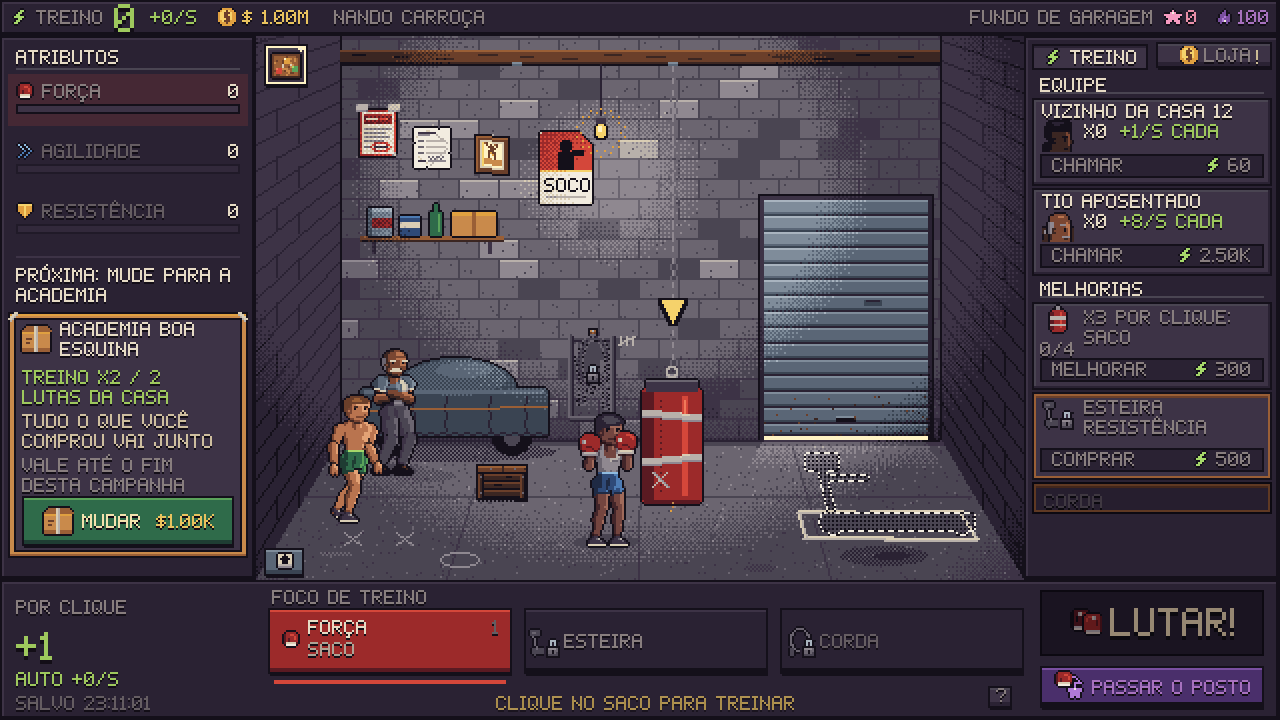 TREINO 0 +0/S $ 1.00M NANDO CARROÇA
FUNDO DE GARAGEM 0 100
ATRIBUTOS
FORÇA 0
AGILIDADE 0
RESISTÊNCIA 0
PRÓXIMA: MUDE PARA A
ACADEMIA
ACADEMIA BOA
ESQUINA
TREINO X2 / 2
LUTAS DA CASA
TUDO O QUE VOCÊ
COMPROU VAI JUNTO
VALE ATÉ O FIM
DESTA CAMPANHA
MUDAR $1.00K
SOCO
TREINO
LOJA!
EQUIPE
VIZINHO DA CASA 12
X0 +1/S CADA
CHAMAR 60
TIO APOSENTADO
X0 +8/S CADA
CHAMAR 2.50K
MELHORIAS
X3 POR CLIQUE:
SACO
0/4
MELHORAR 300
ESTEIRA
RESISTÊNCIA
COMPRAR 500
CORDA
POR CLIQUE
+1
AUTO +0/S
SALVO 23:11:01
FOCO DE TREINO
FORÇA 1
SACO
ESTEIRA
CORDA
CLIQUE NO SACO PARA TREINAR
?
LUTAR!
PASSAR O POSTO